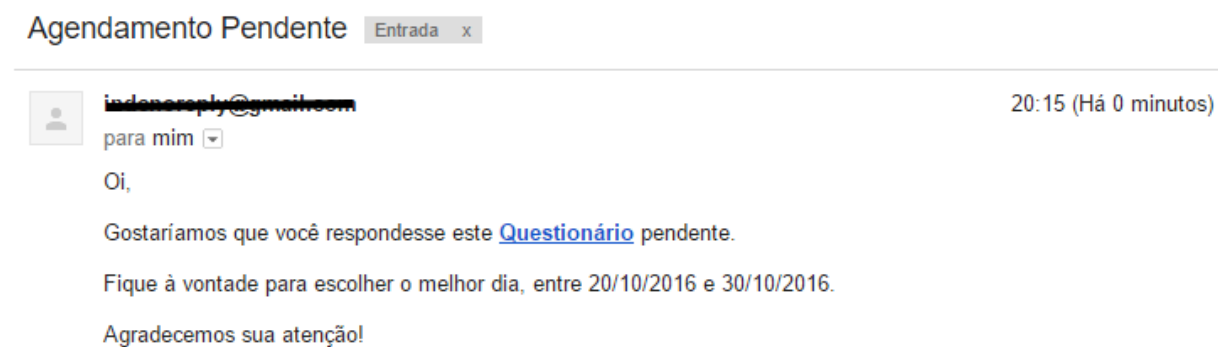 Agendamento Pendente Entrada x
20:15 (Há 0 minutos)
para mim
Oi,
Gostaríamos que você respondesse este Questionário pendente.
Fique à vontade para escolher o melhor dia, entre 20/10/2016 e 30/10/2016.
Agradecemos sua atenção!